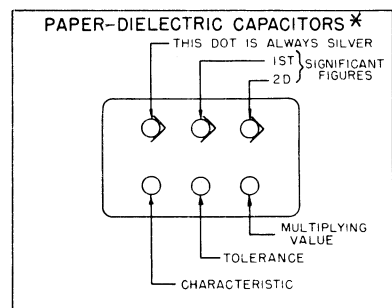 PAPER-DIELECTRIC CAPACITORS*
THIS DOT IS ALWAYS SILVER
1ST } SIGNIFICANT
2D } FIGURES
MULTIPLYING
VALUE
TOLERANCE
CHARACTERISTIC